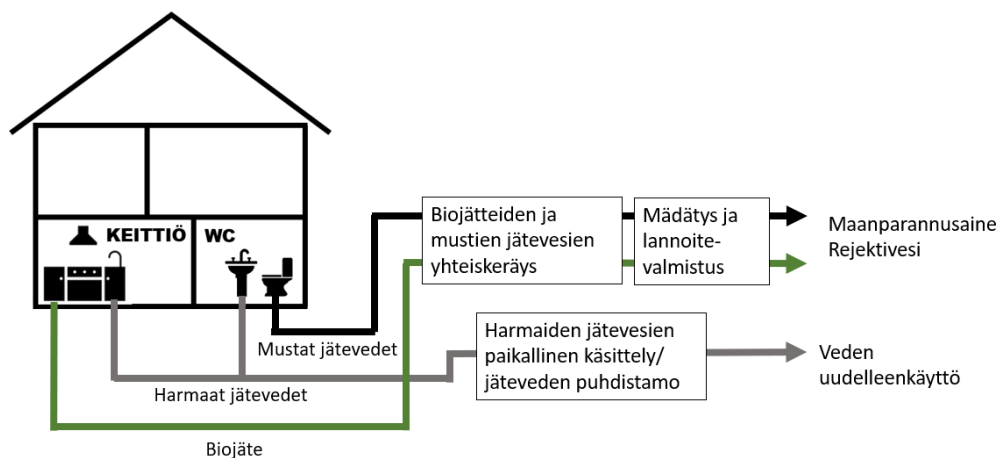 KEITTIÖ
WC
Mustat jätevedet
Harmaat jätevedet
Biojäte
Biojätteiden ja
mustien jätevesien
yhteiskeräys
Mädätys ja
lannoite-
valmistus
Maanparannusaine
Rejektivesi
Harmaiden jätevesien
paikallinen käsittely/
jäteveden puhdistamo
Veden
uudelleenkäyttö